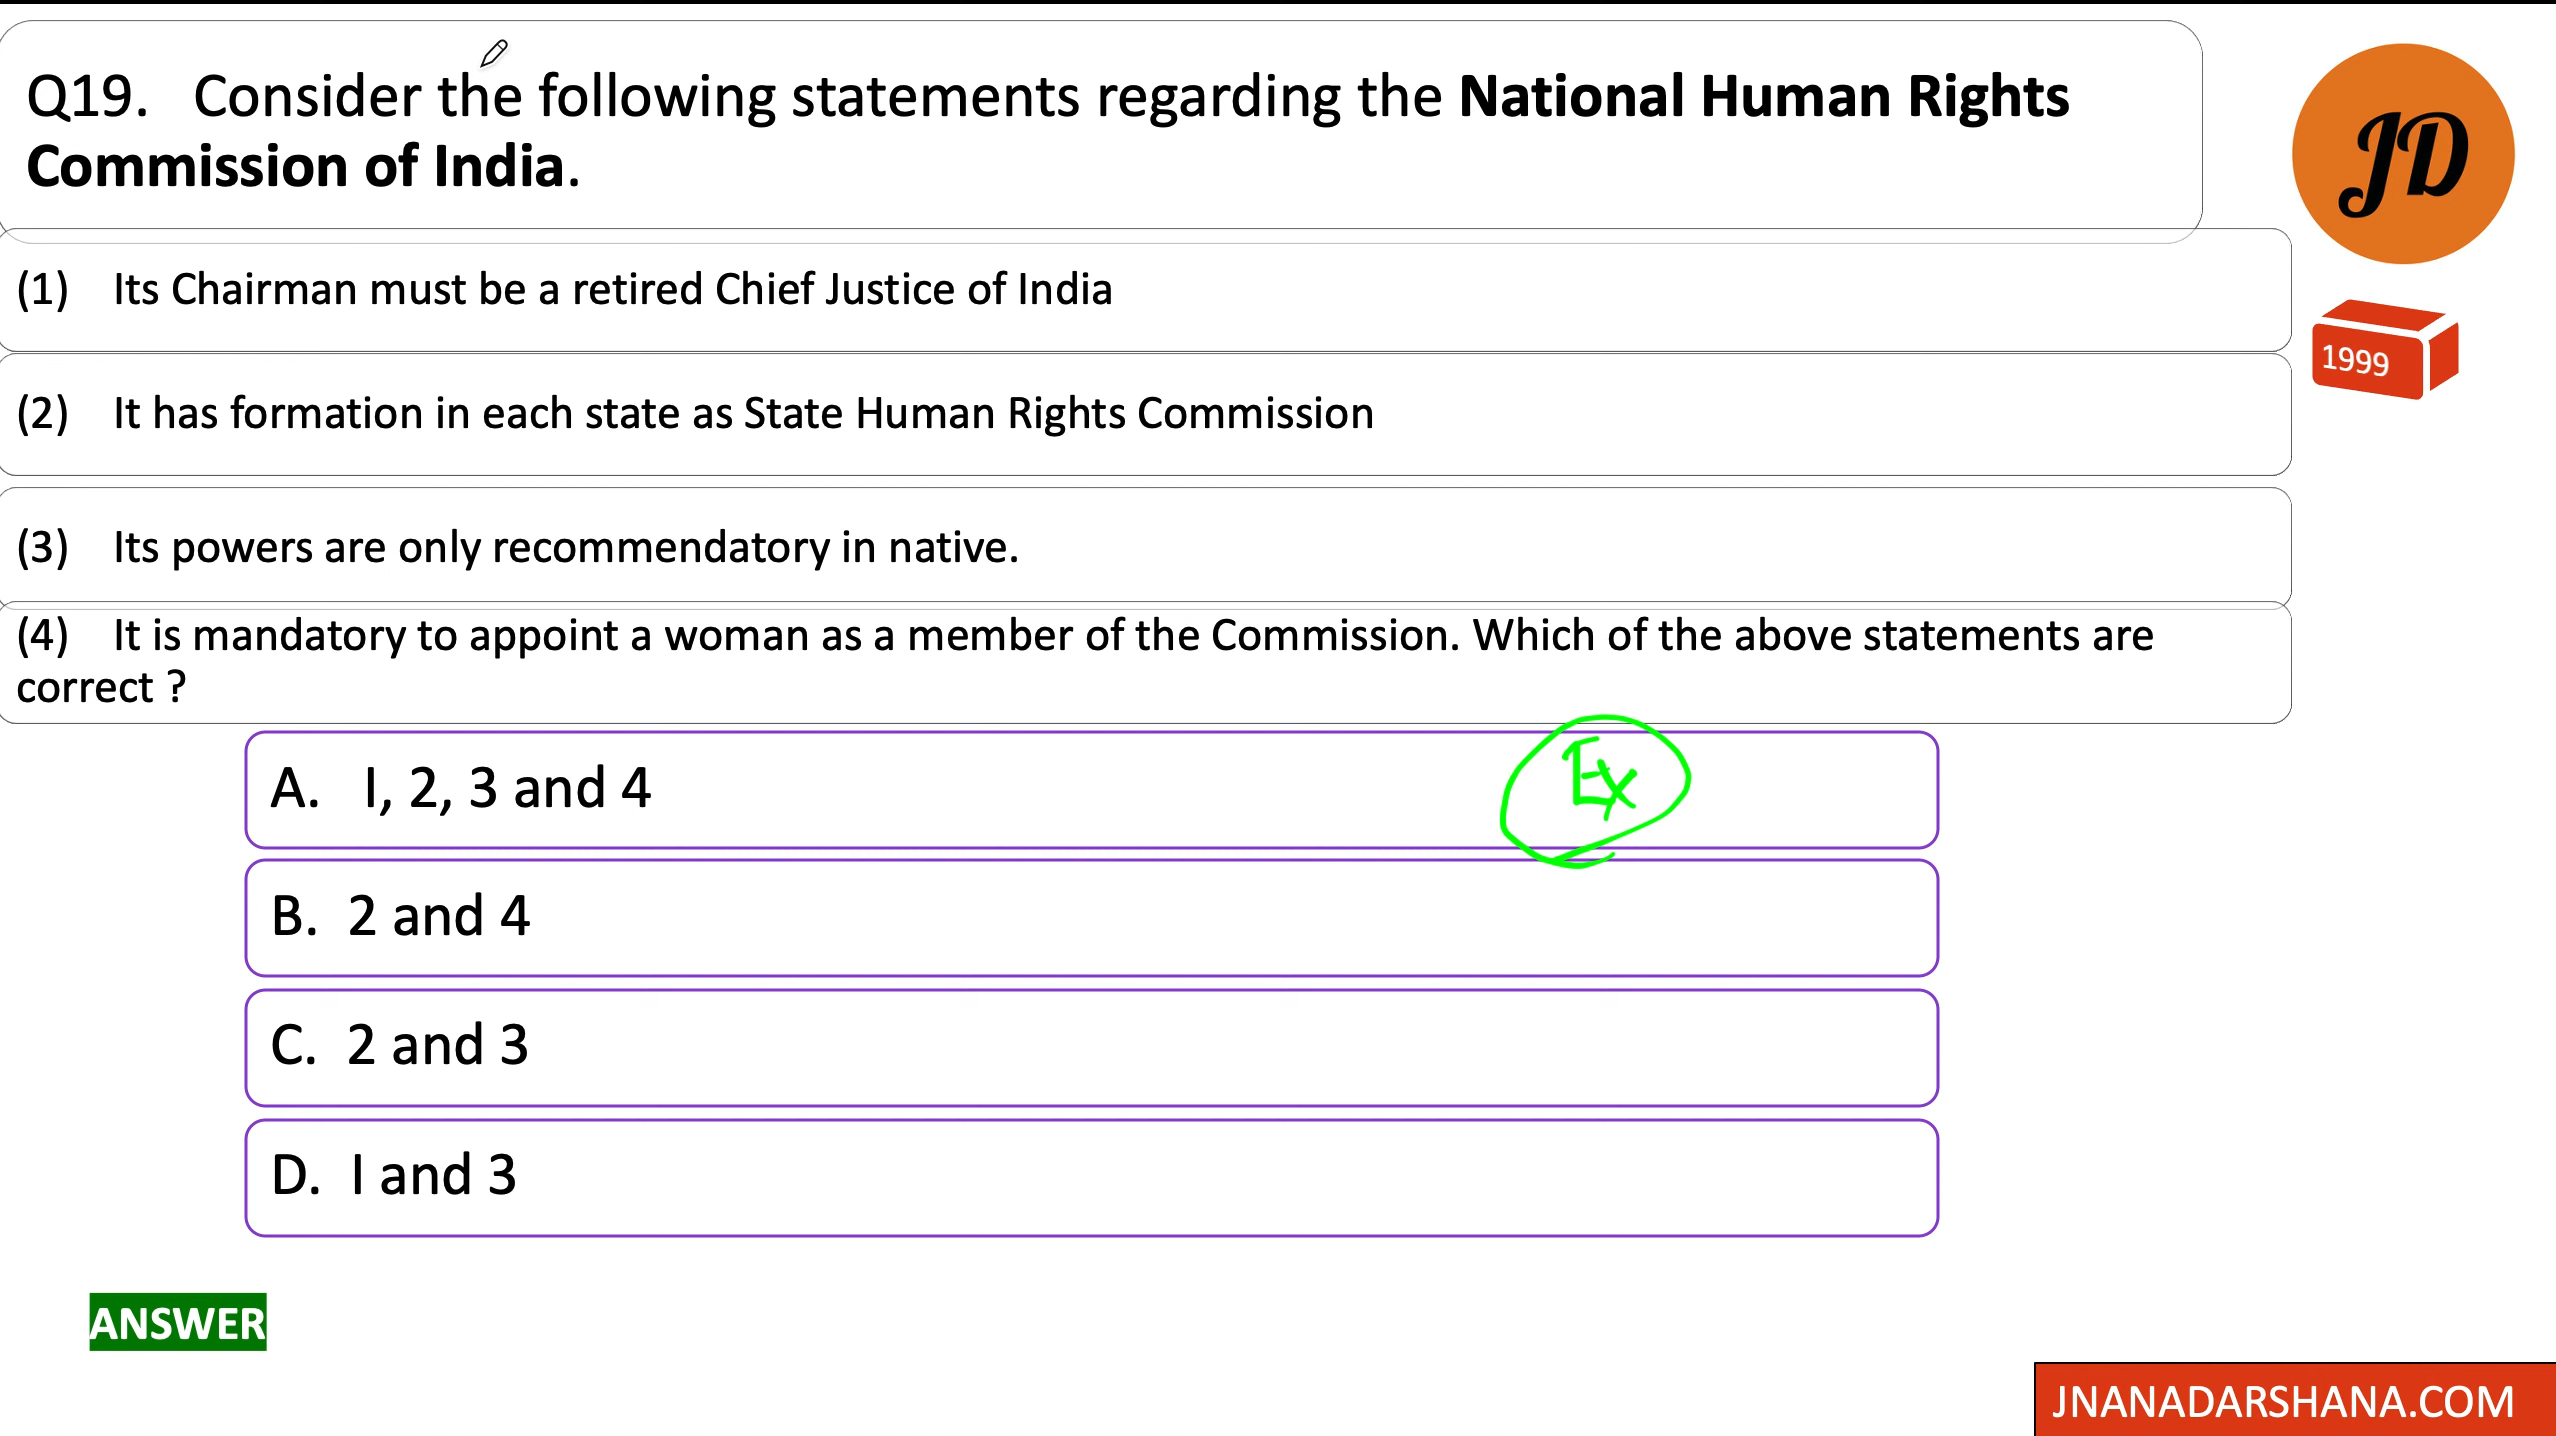 Q19. Consider the following statements regarding the National Human Rights
Commission of India.
JD
(1) Its Chairman must be a retired Chief Justice of India
1999
(2) It has formation in each state as State Human Rights Commission
(3) Its powers are only recommendatory in native.
(4) It is mandatory to appoint a woman as a member of the Commission. Which of the above statements are
correct ?
Ex
A. I, 2, 3 and 4
B. 2 and 4
C. 2 and 3
D. I and 3
ANSWER
JNANADARSHANA.COM